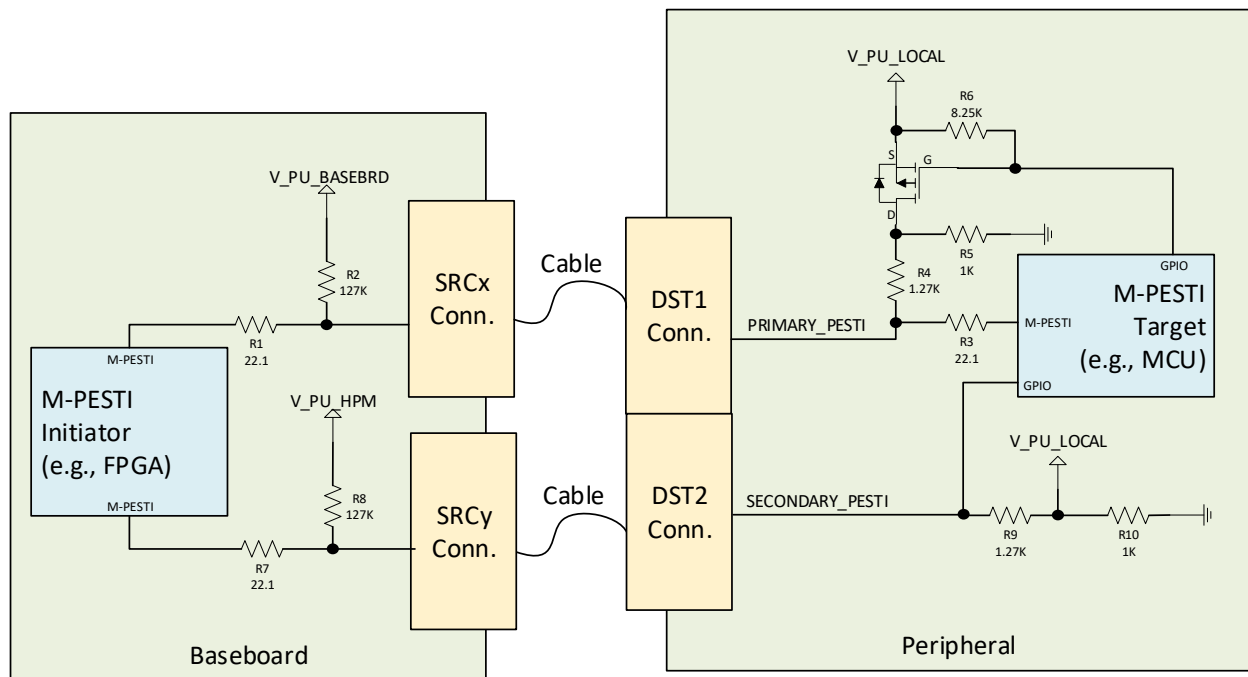 V_PU_LOCAL
R6
8.25K
S
G
D
V_PU_BASEBRD
R2
127K
SRCx
Conn.
Cable
DST1
Conn.
R5
1K
R4
1.27K
GPIO
M-PESTI
Target
(e.g., MCU)
M-PESTI
GPIO
PRIMARY_PESTI
R3
22.1
R1
22.1
M-PESTI
M-PESTI
Initiator
(e.g., FPGA)
M-PESTI
V_PU_HPM
R8
127K
R7
22.1
SRCy
Conn.
Cable
DST2
Conn.
SECONDARY_PESTI
V_PU_LOCAL
R9
1.27K
R10
1K
Baseboard
Peripheral